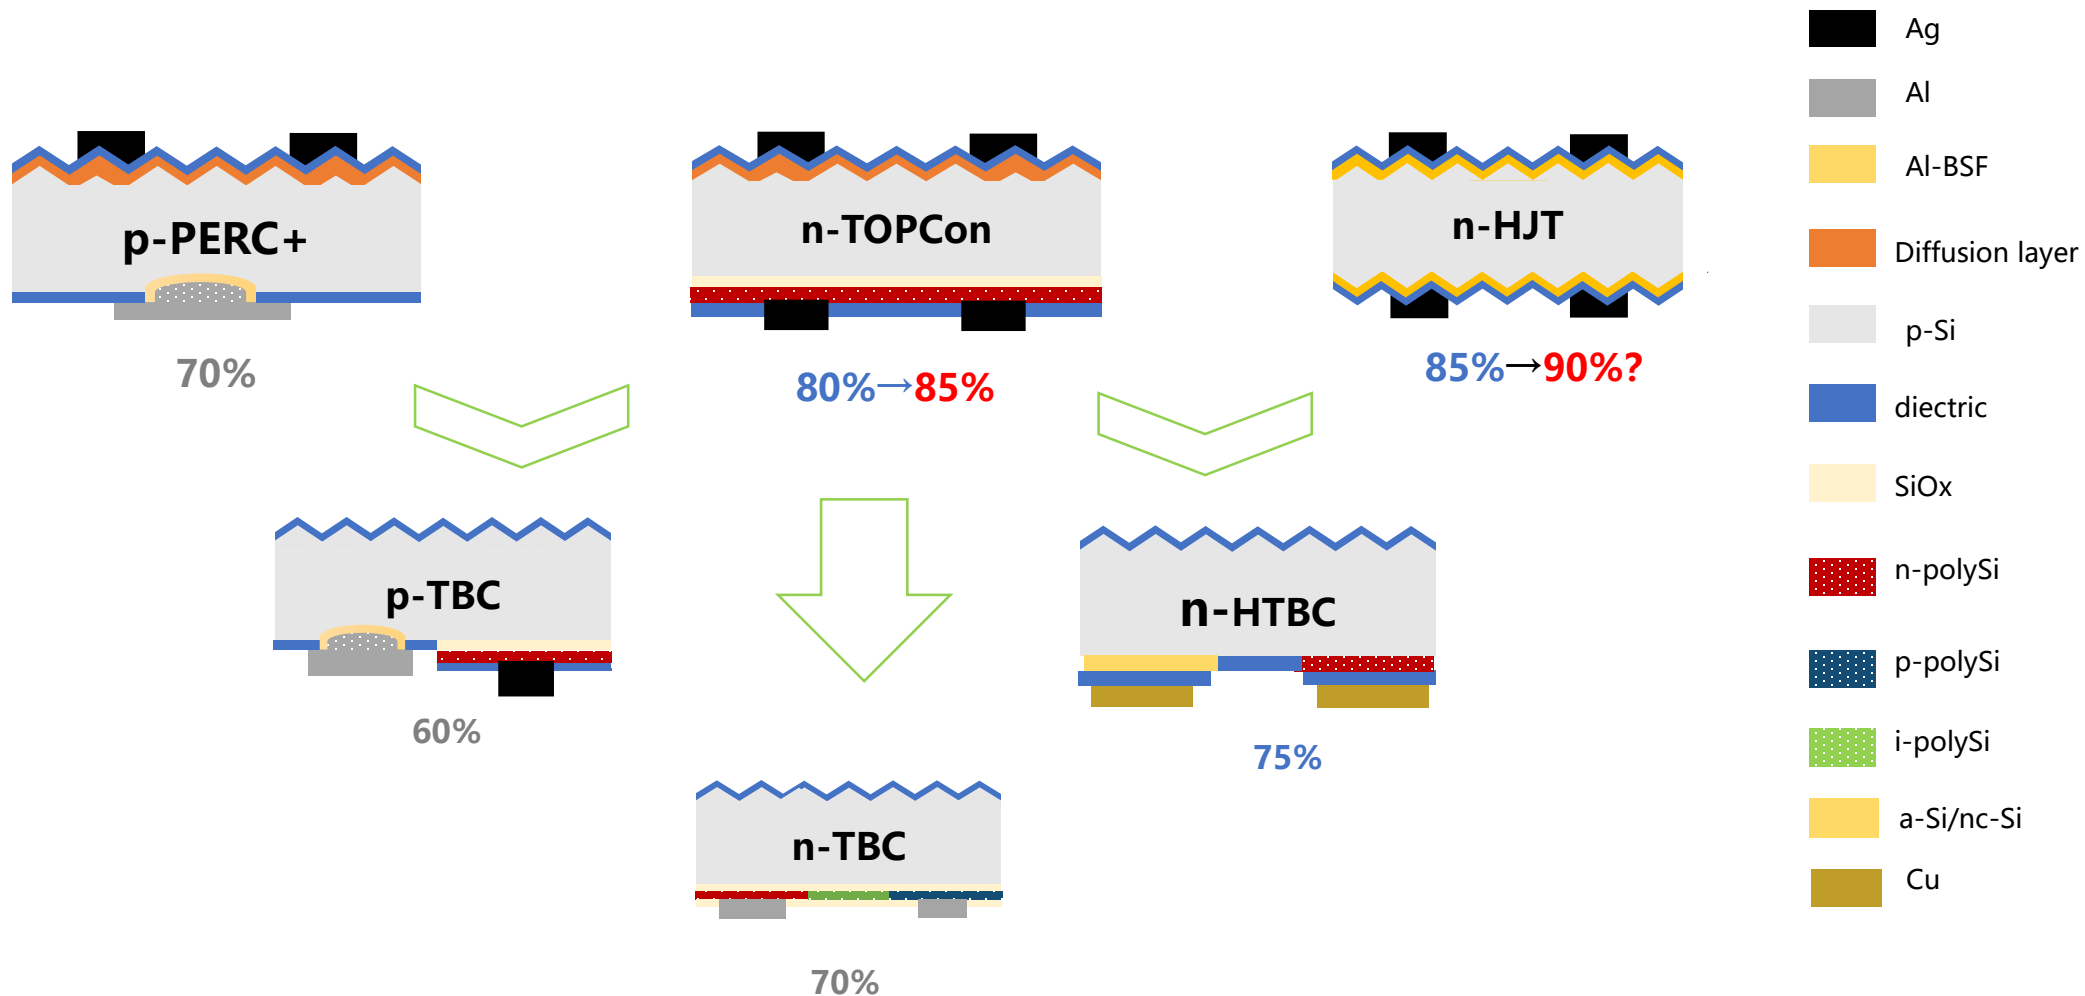 p-PERC+
70%
n-TOPCon
80%→85%
n-HJT
85%→90%?
p-TBC
60%
n-HTBC
75%
n-TBC
70%
Ag
Al
Al-BSF
Diffusion layer
p-Si
diectric
SiOx
n-polySi
p-polySi
i-polySi
a-Si/nc-Si
Cu